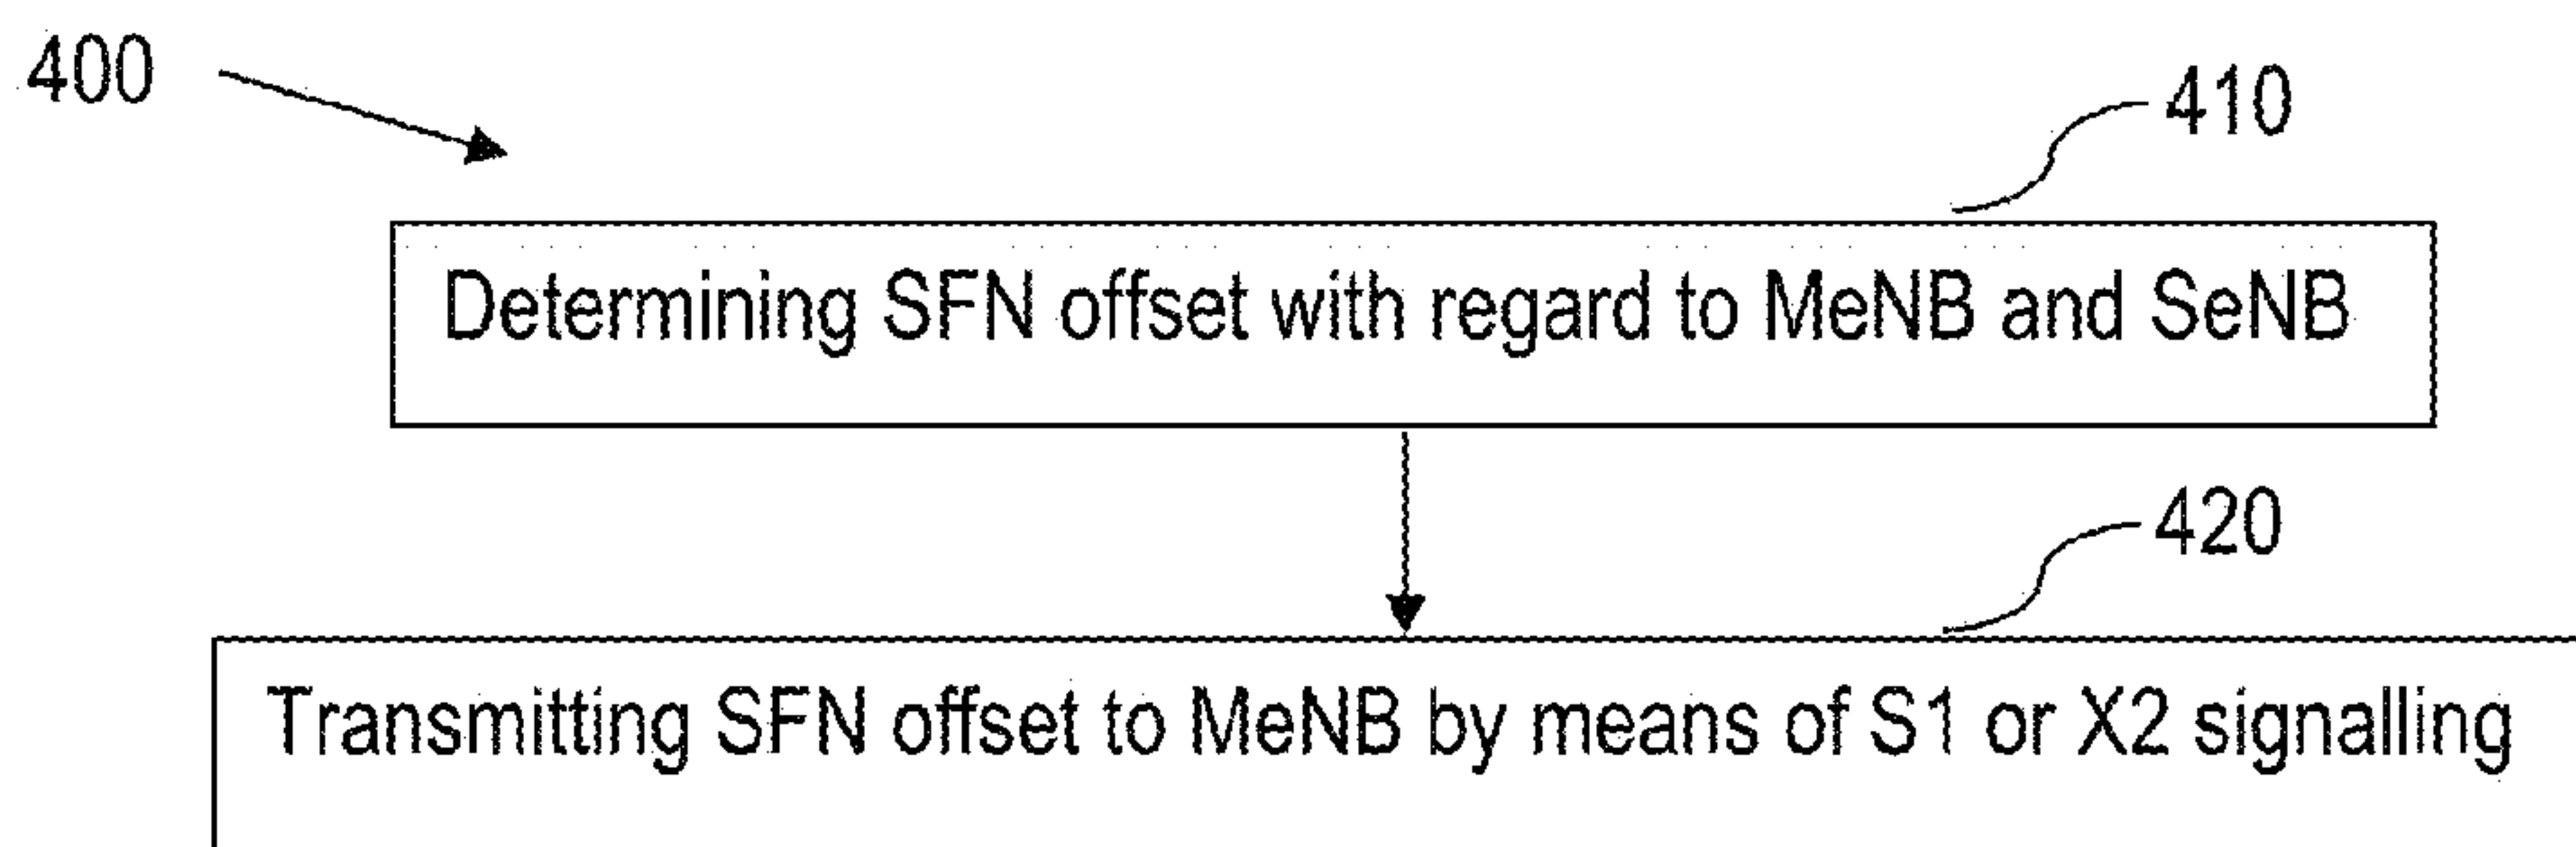 400
410
Determining SFN offset with regard to MeNB and SeNB
420
Transmitting SFN offset to MeNB by means of S1 or X2 signalling